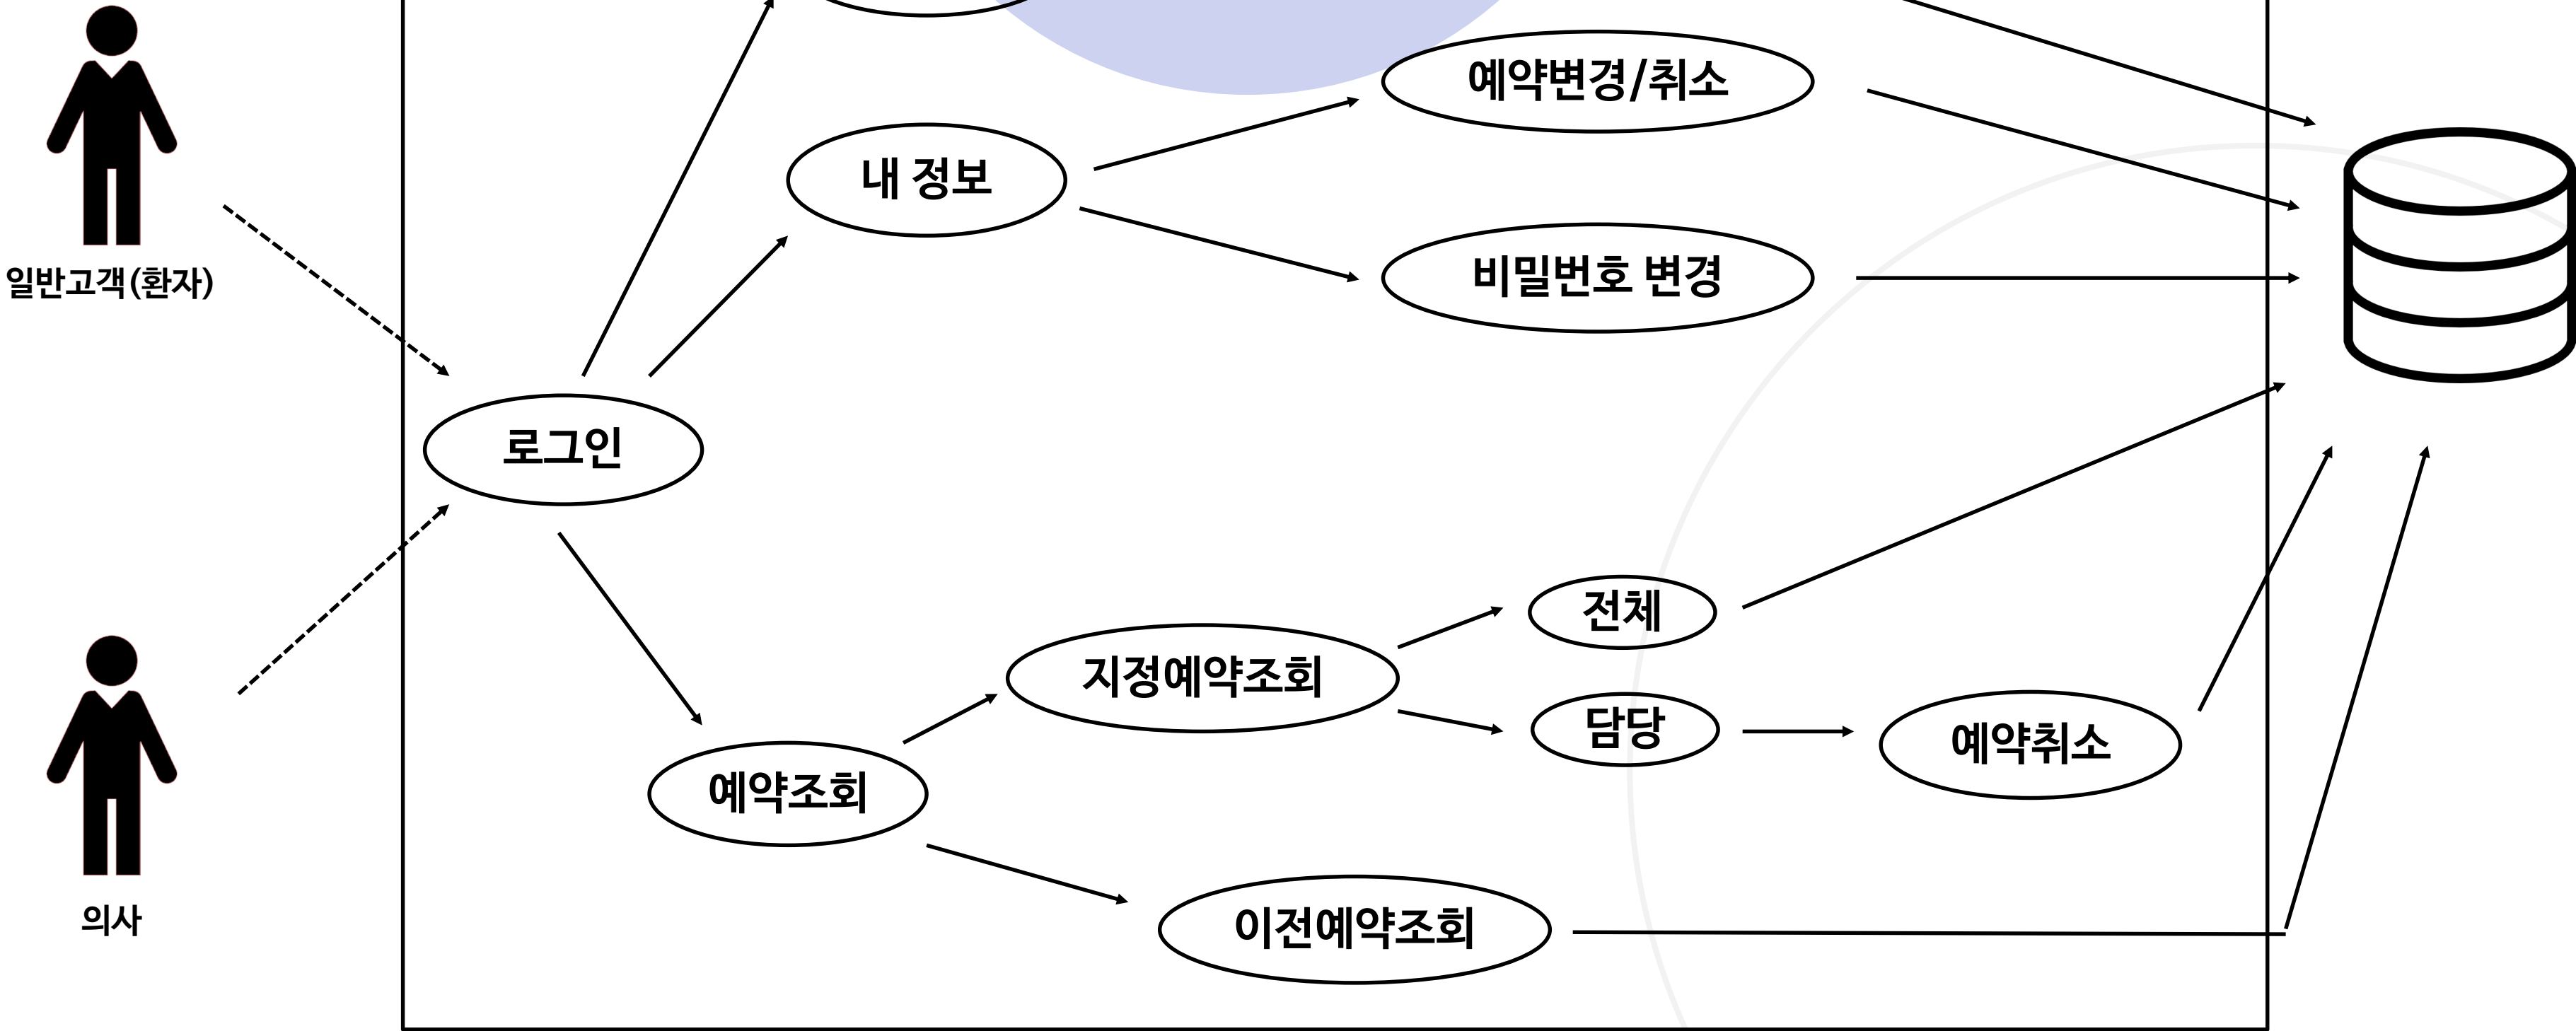 예약변경/취소
내 정보
비밀번호 변경
일반고객(환자)
로그인
전체
지정예약조회
담당
예약취소
예약조회
의사
이전예약조회